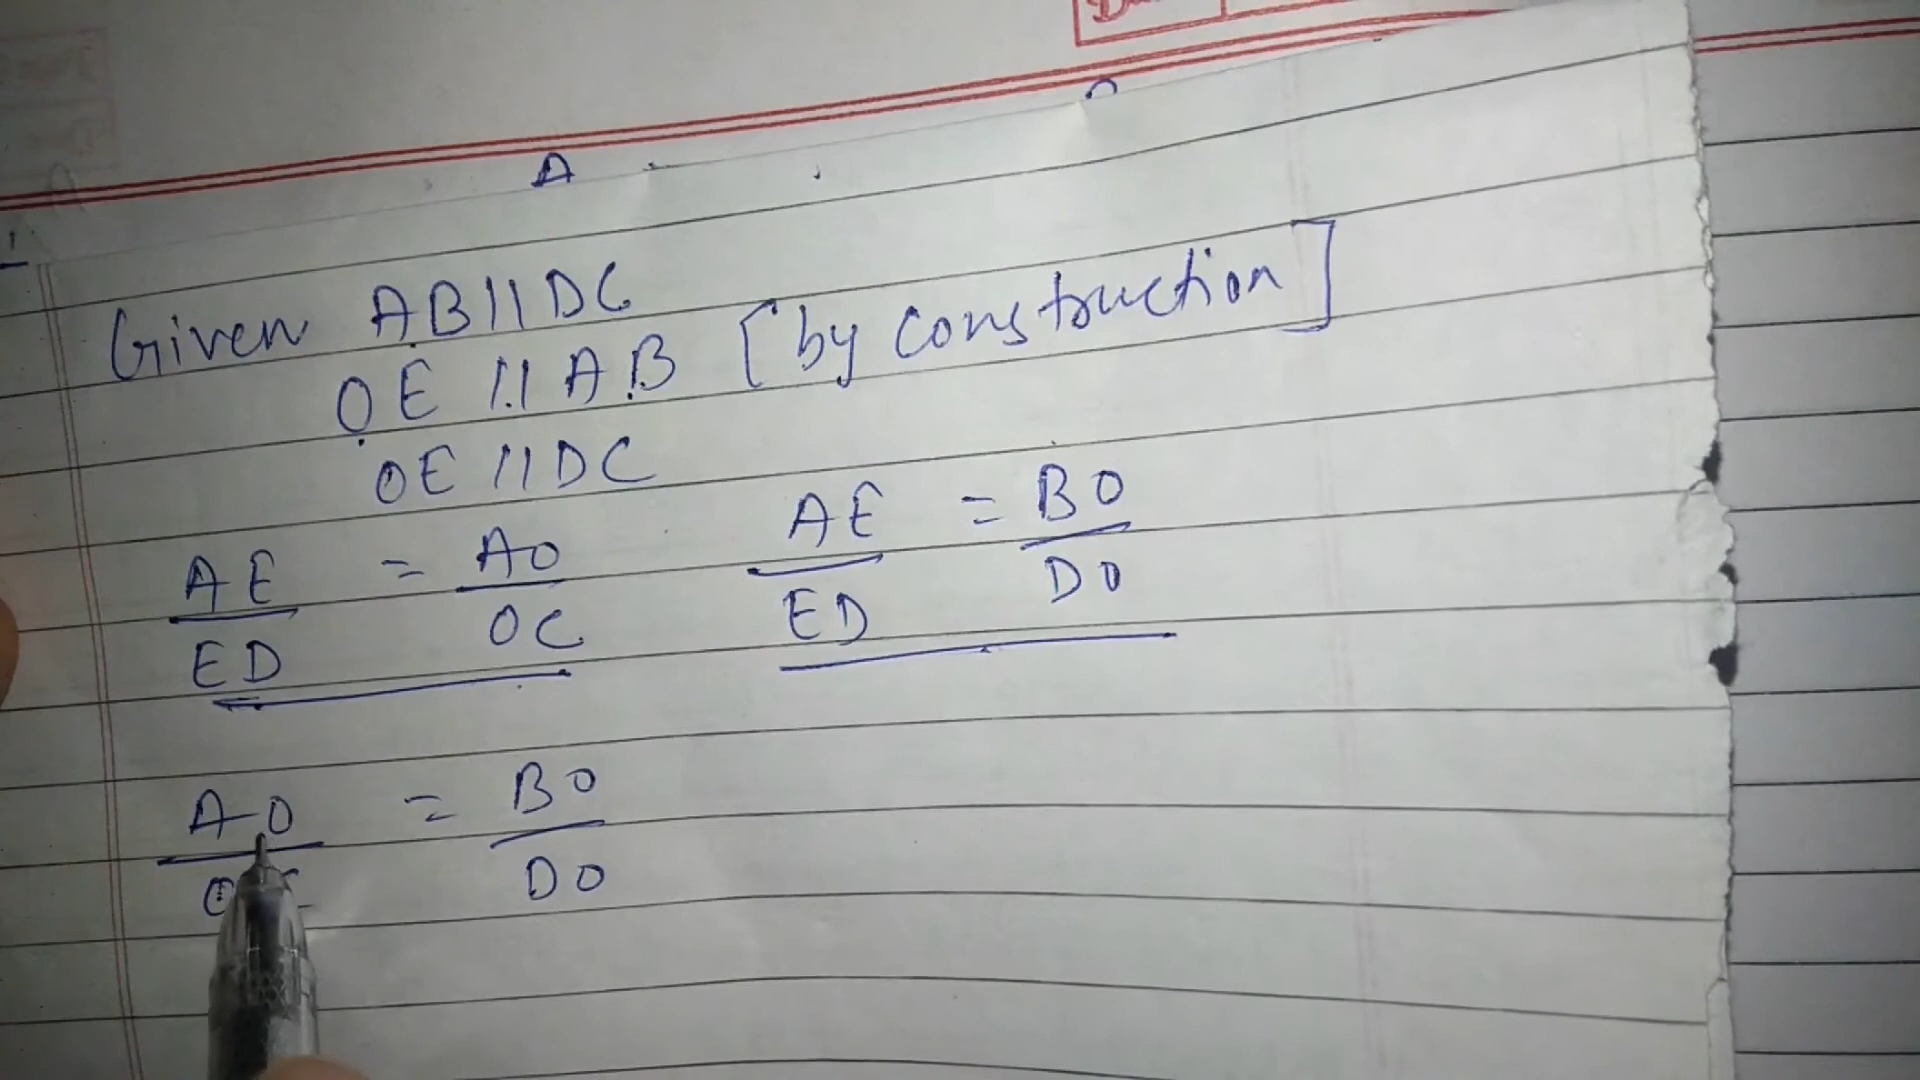 A
Given AB || DC
OE || AB [by construction]
OE || DC
AE = AO AE = BO
ED OC ED DO
AO = BO
DO